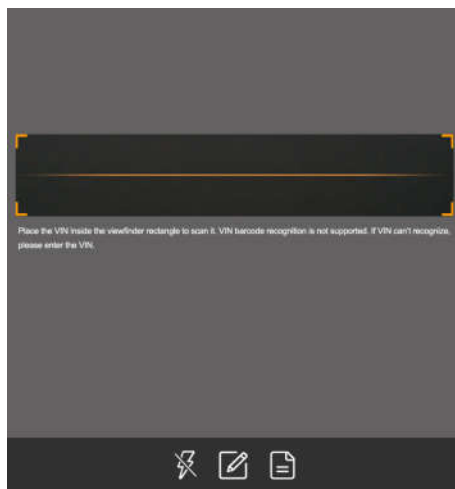 Place the VIN inside the viewfinder rectangle to scan it. VIN barcode recognition is not supported. If VIN can't recognize,
please enter the VIN.